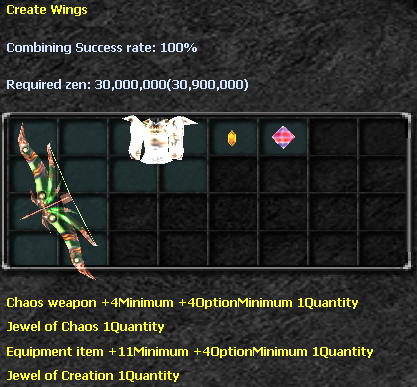 Create Wings
Combining Success rate: 100%
Required zen: 30,000,000(30,900,000)
Chaos weapon +4Minimum +4OptionMinimum 1Quantity
Jewel of Chaos 1Quantity
Equipment item +11Minimum +4OptionMinimum 1Quantity
Jewel of Creation 1Quantity